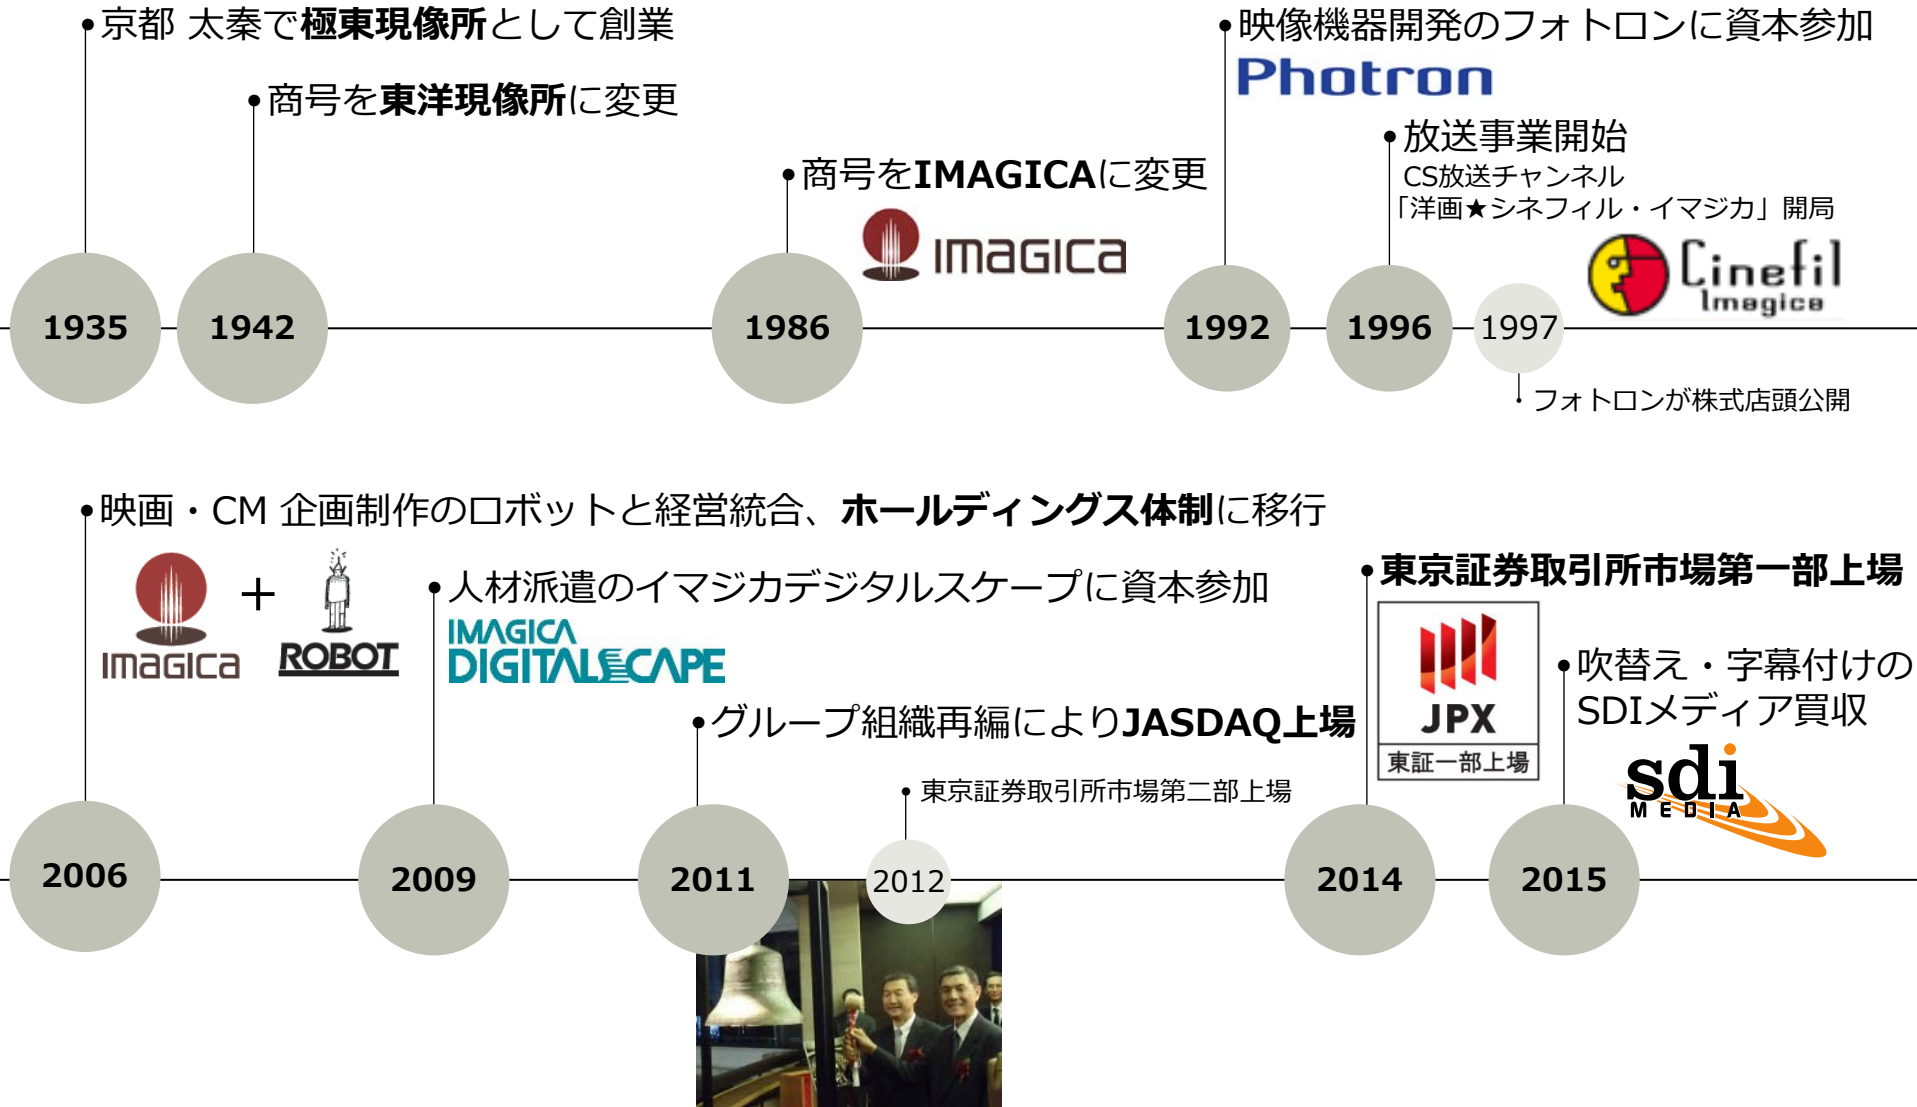 京都 太秦で極東現像所として創業
商号を東洋現像所に変更
商号をIMAGICAに変更
IMAGICA
映像機器開発のフォトロンに資本参加
Photron
放送事業開始
CS放送チャンネル
「洋画★シネフィル・イマジカ」開局
Cinefil
Imagica
1935
1942
1986
1992
1996
1997
フォトロンが株式店頭公開
映画・CM 企画制作のロボットと経営統合、ホールディングス体制に移行
IMAGICA
+
ROBOT
人材派遣のイマジカデジタルスケープに資本参加
IMAGICA
DIGITALSCAPE
グループ組織再編によりJASDAQ上場
東京証券取引所市場第二部上場
東京証券取引所市場第一部上場
JPX
東証一部上場
吹替え・字幕付けの
SDIメディア買収
sdi
MEDIA
2006
2009
2011
2012
2014
2015